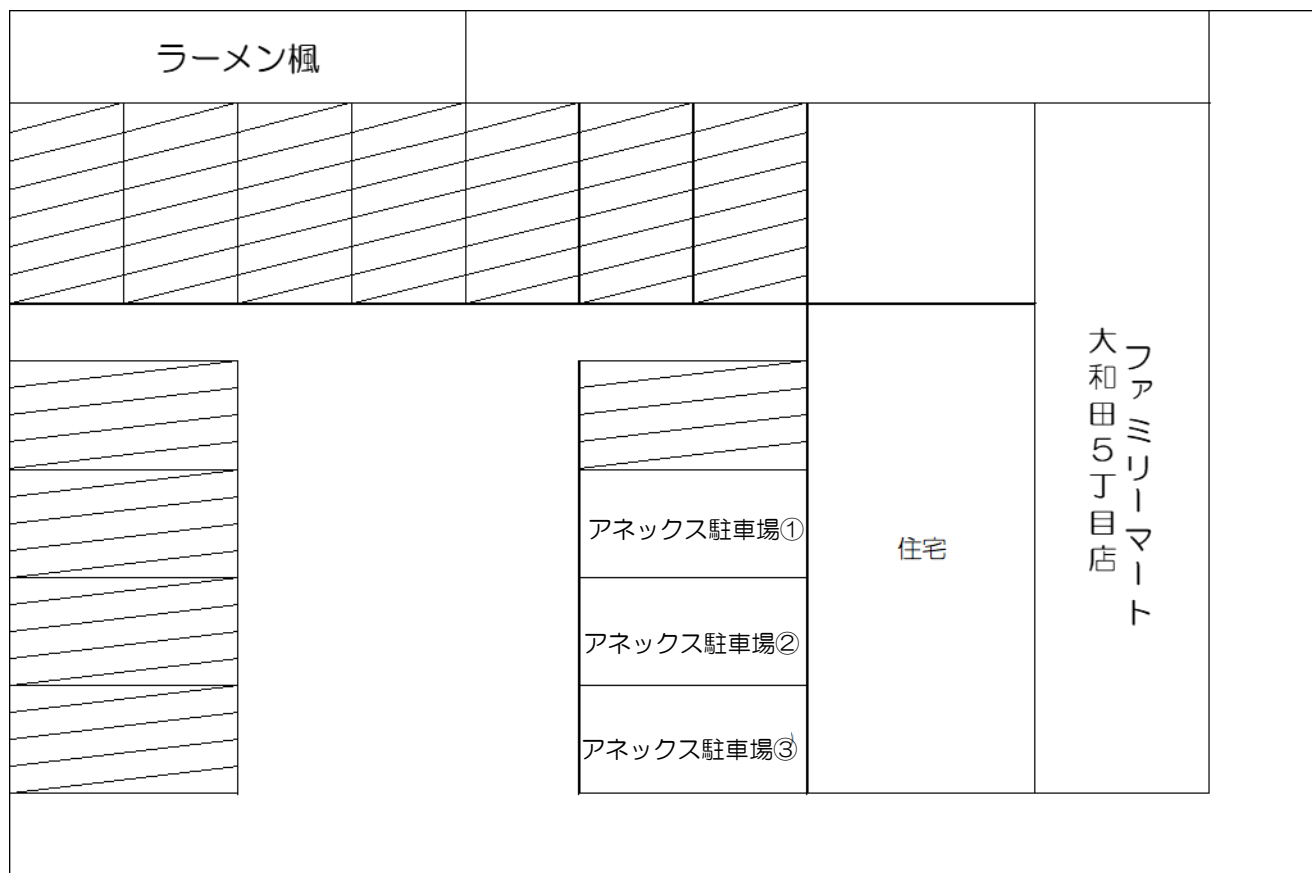 ラーメン楓
アネックス駐車場①
アネックス駐車場②
アネックス駐車場③
住宅
ファミリーマート
大和田５丁目店